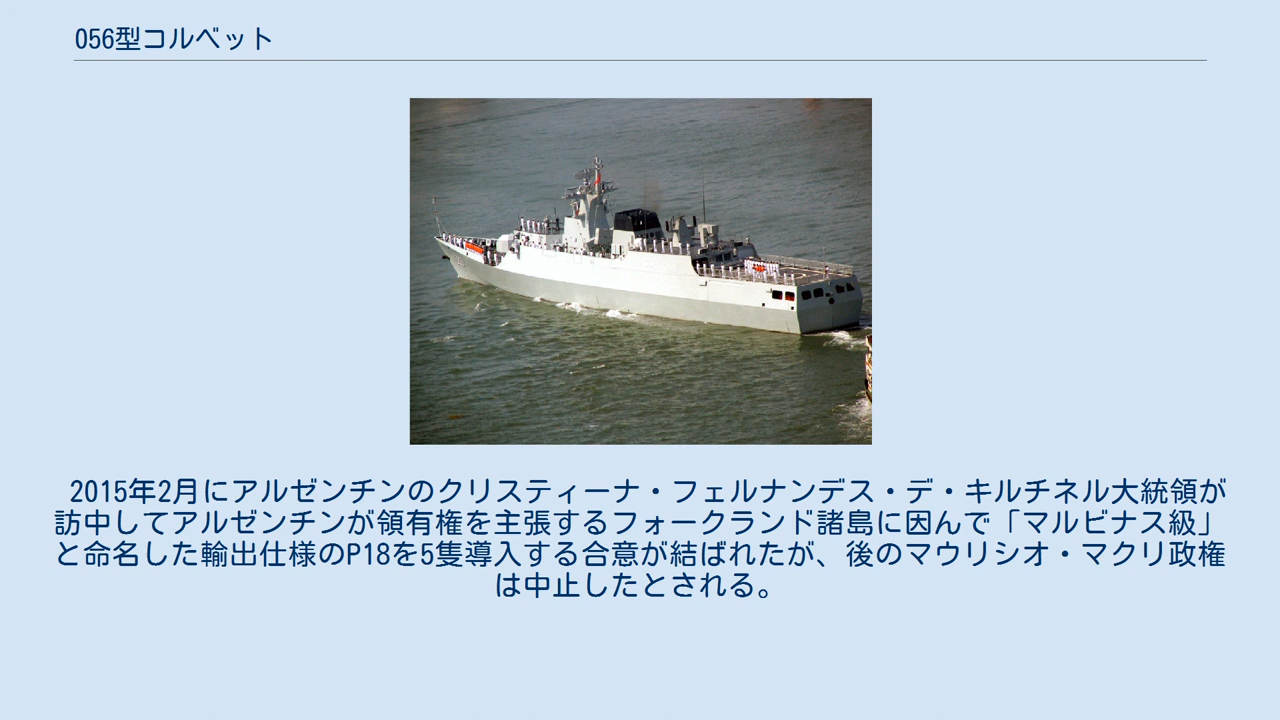 056型コルベット
2015年2月にアルゼンチンのクリスティーナ・フェルナンデス・デ・キルチネル大統領が
訪中してアルゼンチンが領有権を主張するフォークランド諸島に因んで「マルビナス級」
と命名した輸出仕様のP18を5隻導入する合意が結ばれたが、後のマウリシオ・マクリ政権
は中止したとされる。